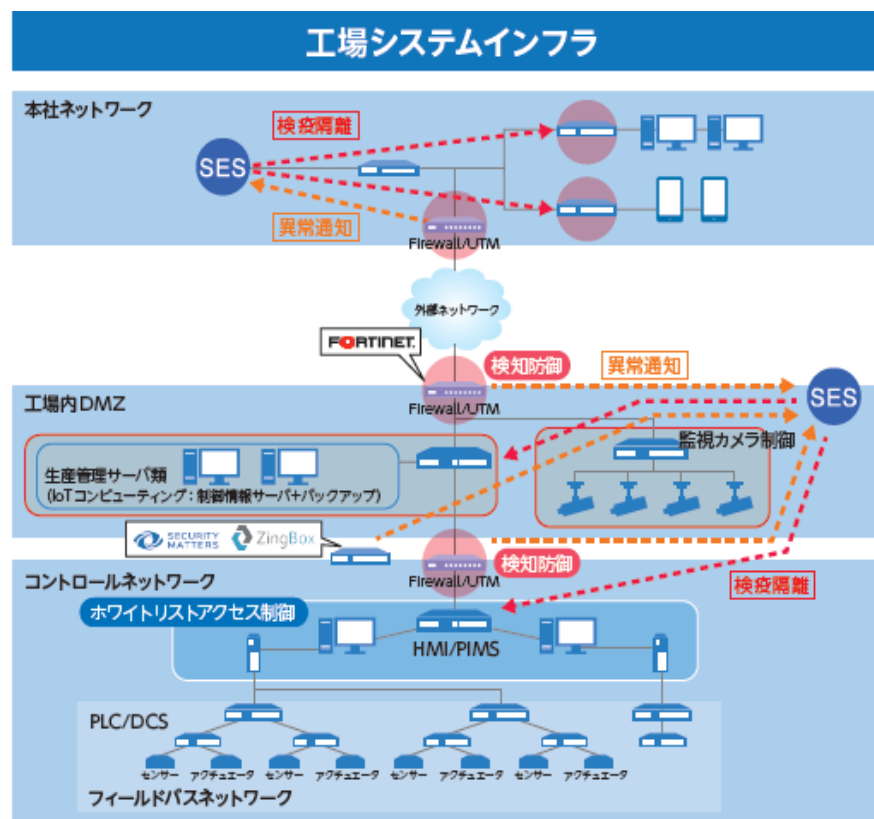 工場システムインフラ
本社ネットワーク
検疫隔離
SES
異常通知
Firewall/UTM
外部ネットワーク
FORTINET.
検知防御
異常通知
工場内DMZ
Firewall/UTM
SES
監視カメラ制御
生産管理サーバ類
(IoTコンピューティング:制御情報サーバ+バックアップ)
SECURITY
MATTERS
ZingBox
検知防御
コントロールネットワーク
Firewall/UTM
検疫隔離
ホワイトリストアクセス制御
HMI/PIMS
PLC/DCS
センサー アクチュエータ センサー アクチュエータ センサー アクチュエータ センサー アクチュエータ
フィールドバスネットワーク